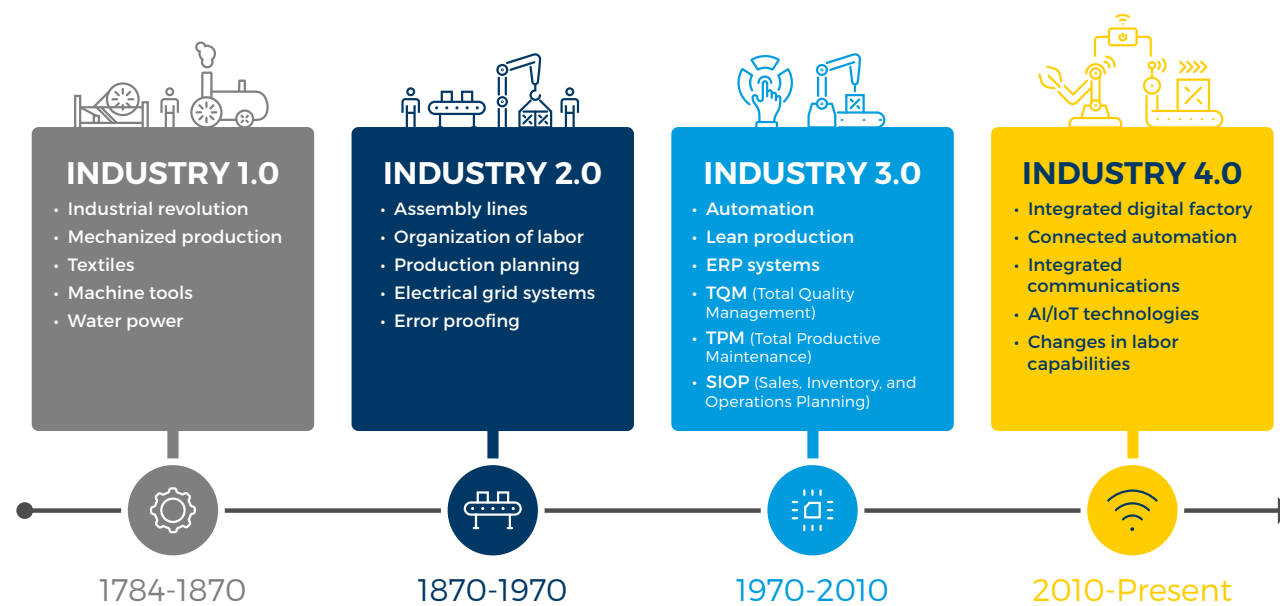 INDUSTRY 1.0
• Industrial revolution
• Mechanized production
• Textiles
• Machine tools
• Water power
INDUSTRY 2.0
• Assembly lines
• Organization of labor
• Production planning
• Electrical grid systems
• Error proofing
INDUSTRY 3.0
• Automation
• Lean production
• ERP systems
• TQM (Total Quality
Management)
• TPM (Total Productive
Maintenance)
• SIOP (Sales, Inventory, and
Operations Planning)
INDUSTRY 4.0
• Integrated digital factory
• Connected automation
• Integrated
communications
• AI/IoT technologies
• Changes in labor
capabilities
1784-1870
1870-1970
1970-2010
2010-Present